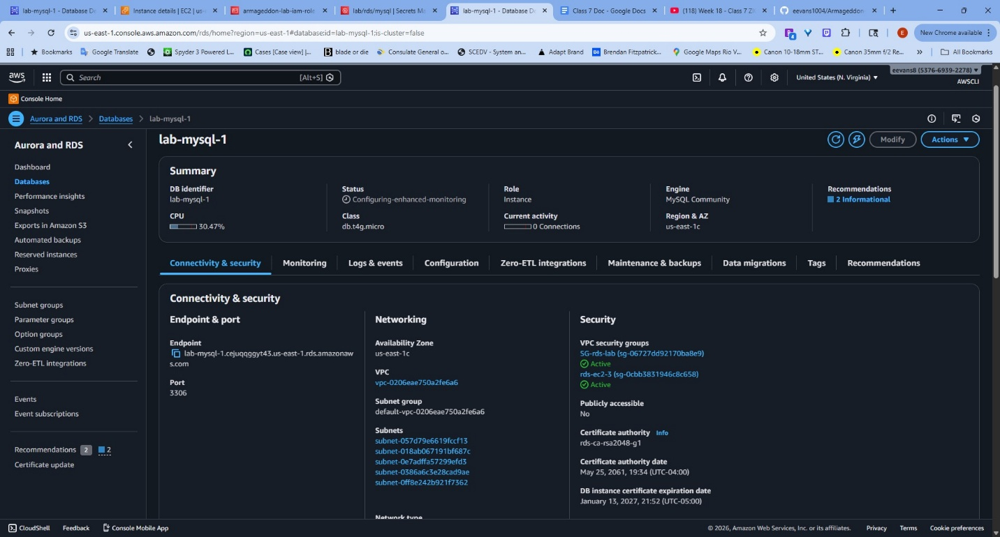 lab-mysql-1 - Database De
Instance details | EC2 | us-
armageddon-lab-iam-role
lab/rds/mysql | Secrets Ma
lab-mysql-1 - Database De
Class 7 Doc - Google Docs
(118) Week 18 - Class 7 Zi
eevans1004/Armageddon
us-east-1.console.aws.amazon.com/rds/home?region=us-east-1#database:id=lab-mysql-1;is-cluster=false
4
E
New Chrome available
Bookmarks
Google Translate
Spyder 3 Powered L...
Cases [Case view] |...
blade or die
Consulate General o...
SCEDV - System an...
Adapt Brand
Brendan Fitzpatrick...
Google Maps Rio V...
Canon 10-18mm ST...
Canon 35mm f/2 Re...
»
All Bookmarks
aws
Search
[Alt+S]
United States (N. Virginia)
eevans8 (5376-6939-2278)
AWSCLI
Console Home
Aurora and RDS > Databases > lab-mysql-1
Aurora and RDS
Dashboard
Databases
Performance insights
Snapshots
Exports in Amazon S3
Automated backups
Reserved instances
Proxies
Subnet groups
Parameter groups
Option groups
Custom engine versions
Zero-ETL integrations
Events
Event subscriptions
Recommendations 2 2
Certificate update
lab-mysql-1
Modify
Actions
Summary
DB identifier
lab-mysql-1
Status
Configuring-enhanced-monitoring
Role
Instance
Engine
MySQL Community
Recommendations
2 Informational
CPU
30.47%
Class
db.t4g.micro
Current activity
0 Connections
Region & AZ
us-east-1c
Connectivity & security
Monitoring
Logs & events
Configuration
Zero-ETL integrations
Maintenance & backups
Data migrations
Tags
Recommendations
Connectivity & security
Endpoint & port
Endpoint
lab-mysql-1.cejuqqggyt43.us-east-1.rds.amazonaw
s.com
Port
3306
Networking
Availability Zone
us-east-1c
VPC
vpc-0206eae750a2fe6a6
Subnet group
default-vpc-0206eae750a2fe6a6
Subnets
subnet-057d79e6619fccf13
subnet-018ab067191bf687c
subnet-0e7adffa57299efd3
subnet-0386a6c3e28cad9ae
subnet-0ff8e242b921f7362
Network type
Security
VPC security groups
SG-rds-lab (sg-06727dd92170ba8e9)
Active
rds-ec2-3 (sg-0cbb3831946c8c658)
Active
Publicly accessible
No
Certificate authority Info
rds-ca-rsa2048-g1
Certificate authority date
May 25, 2061, 19:34 (UTC-04:00)
DB instance certificate expiration date
January 13, 2027, 21:52 (UTC-05:00)
CloudShell
Feedback
Console Mobile App
© 2026, Amazon Web Services, Inc. or its affiliates.
Privacy
Terms
Cookie preferences